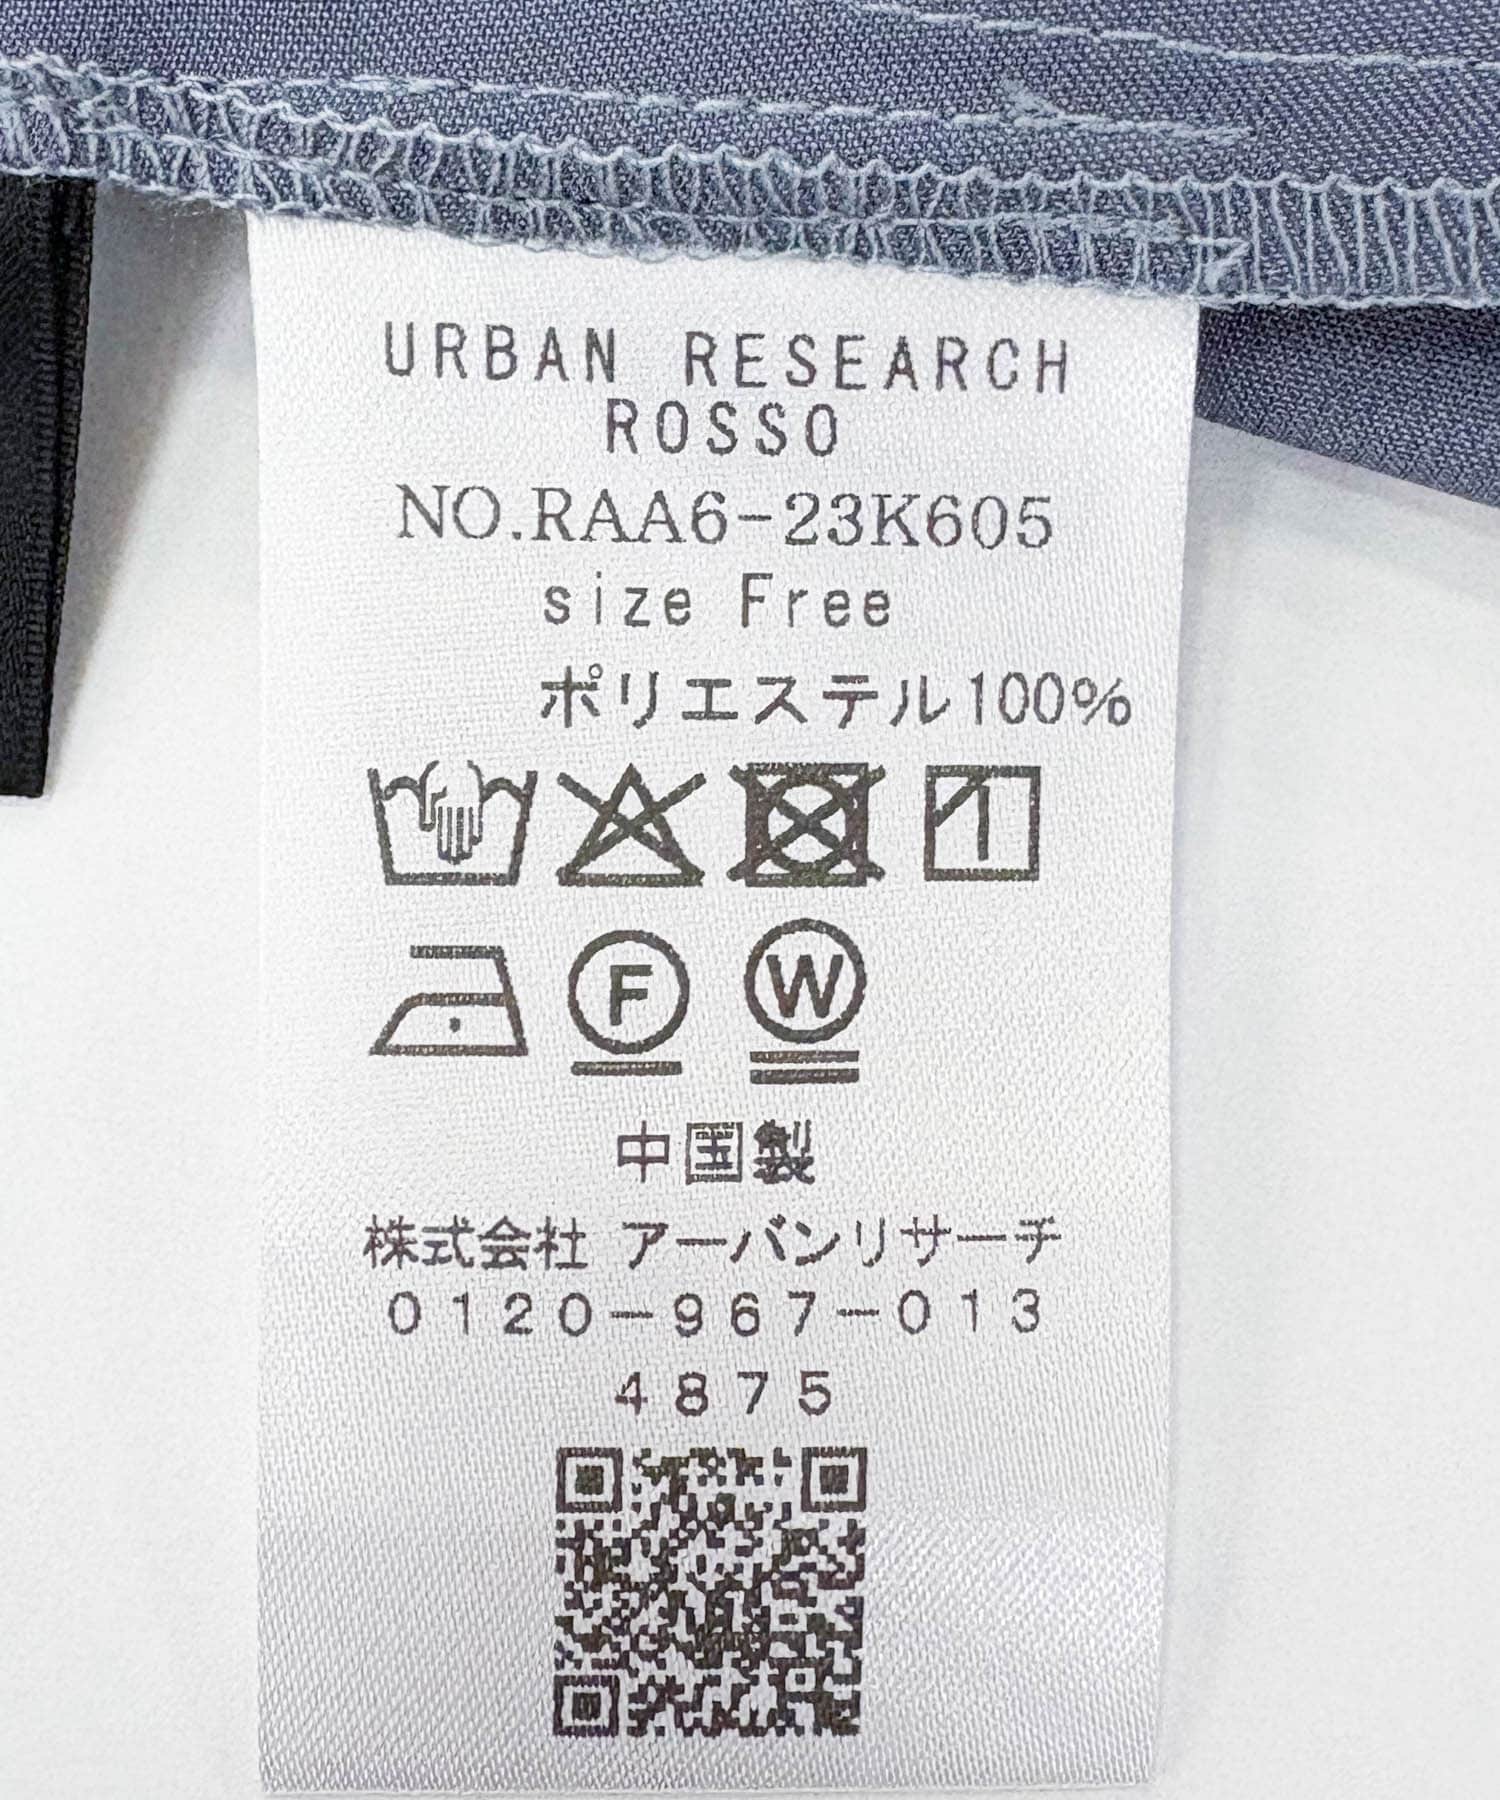 URBAN RESEARCH
ROSSO
NO.RAA6-23K605
size Free
ポリエステル100%
F W
中国製
株式会社 アーバンリサーチ
0120-967-013
4875